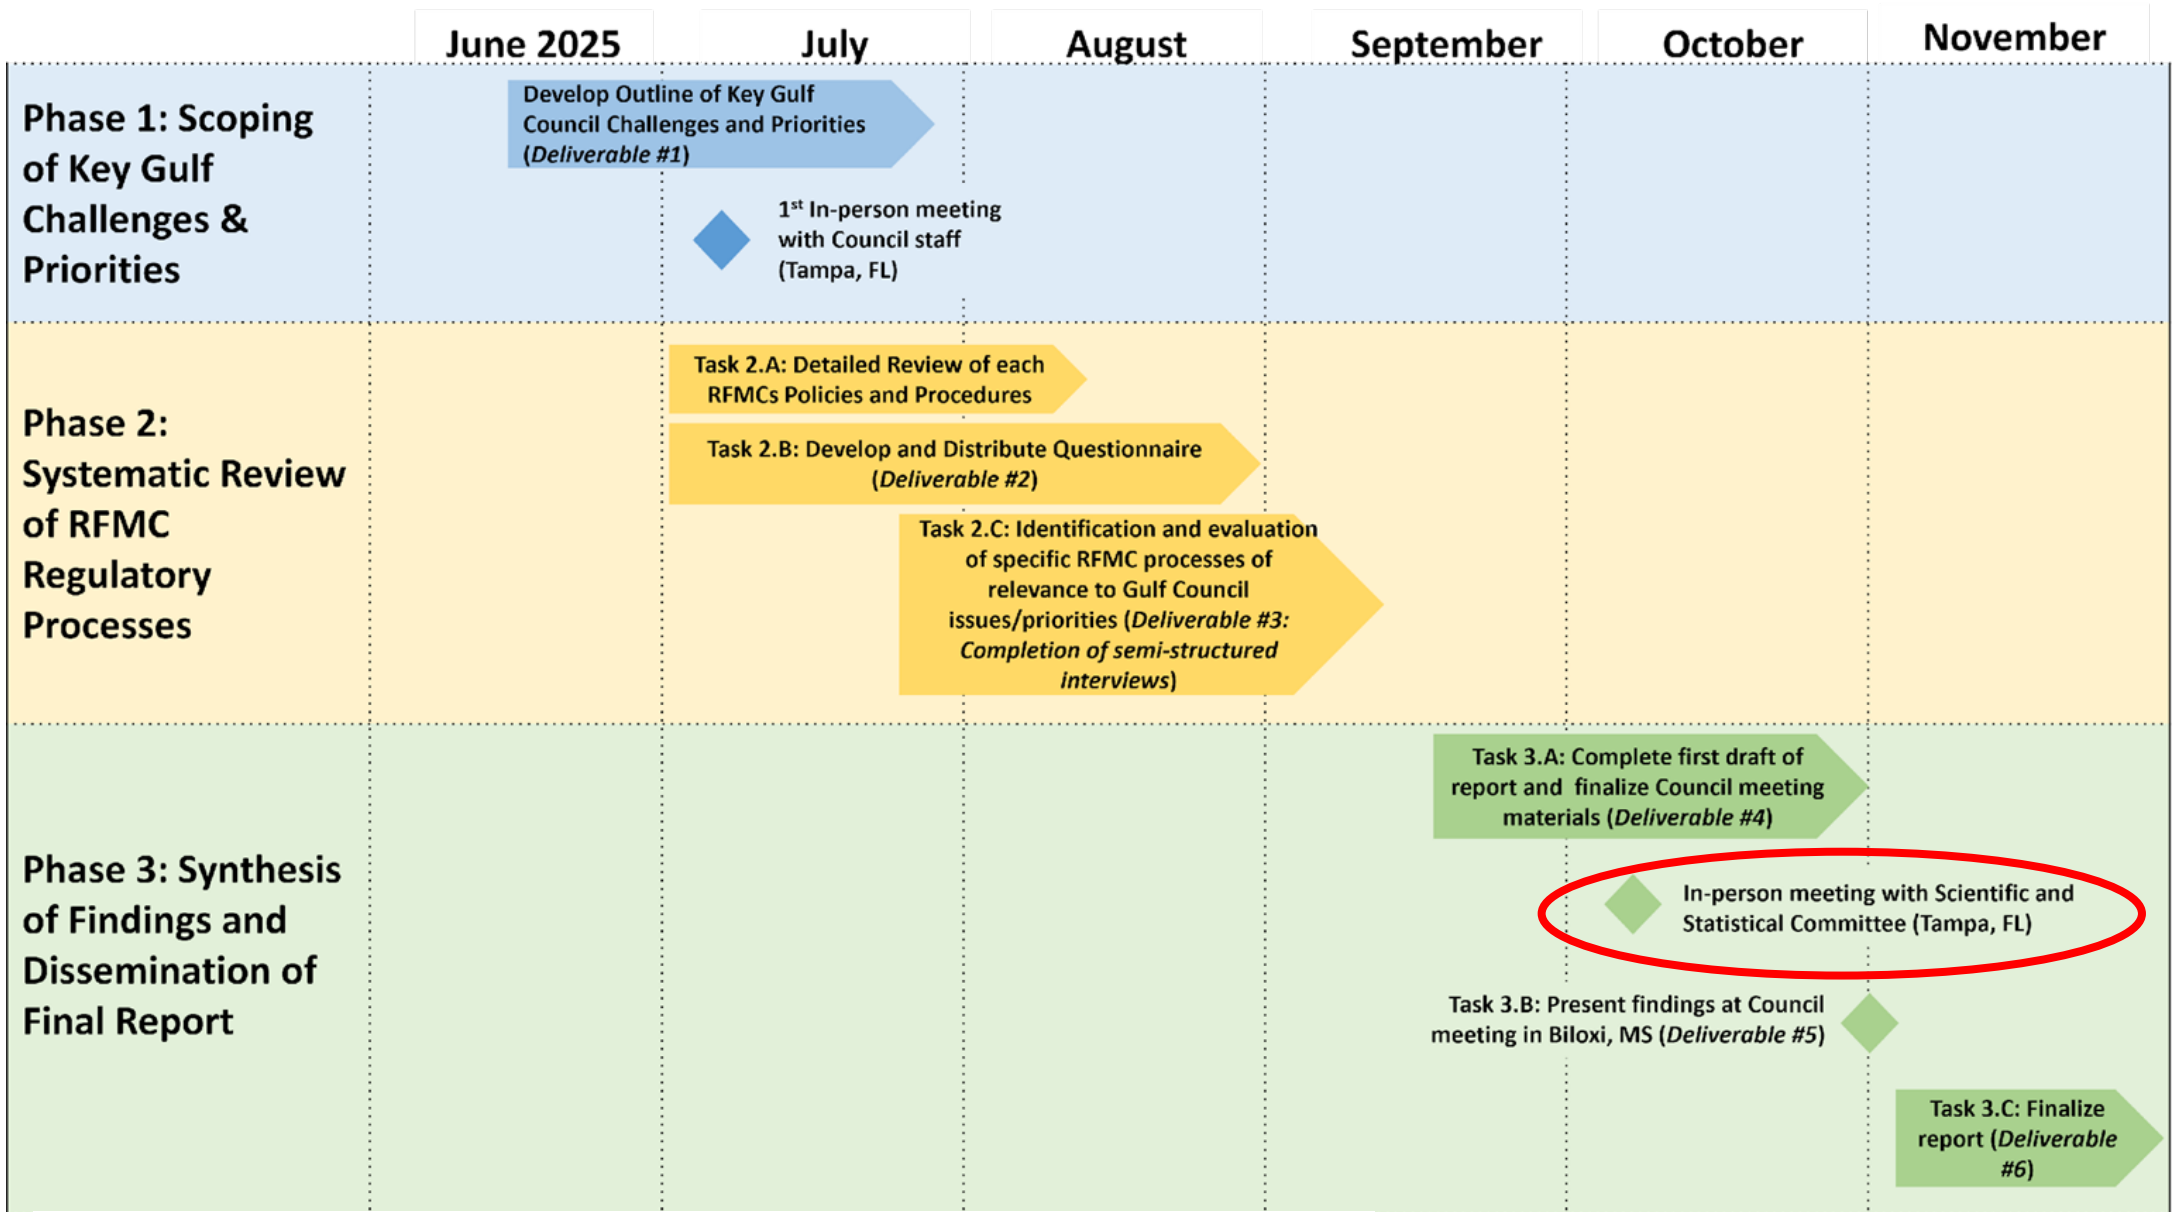 June 2025 July August September October November
Phase 1: Scoping
of Key Gulf
Challenges &
Priorities
Develop Outline of Key Gulf
Council Challenges and Priorities
(Deliverable #1)
1st In-person meeting
with Council staff
(Tampa, FL)
Phase 2:
Systematic Review
of RFMC
Regulatory
Processes
Task 2.A: Detailed Review of each
RFMCs Policies and Procedures
Task 2.B: Develop and Distribute Questionnaire
(Deliverable #2)
Task 2.C: Identification and evaluation
of specific RFMC processes of
relevance to Gulf Council
issues/priorities (Deliverable #3:
Completion of semi-structured
interviews)
Phase 3: Synthesis
of Findings and
Dissemination of
Final Report
Task 3.A: Complete first draft of
report and finalize Council meeting
materials (Deliverable #4)
In-person meeting with Scientific and
Statistical Committee (Tampa, FL)
Task 3.B: Present findings at Council
meeting in Biloxi, MS (Deliverable #5)
Task 3.C: Finalize
report (Deliverable
#6)